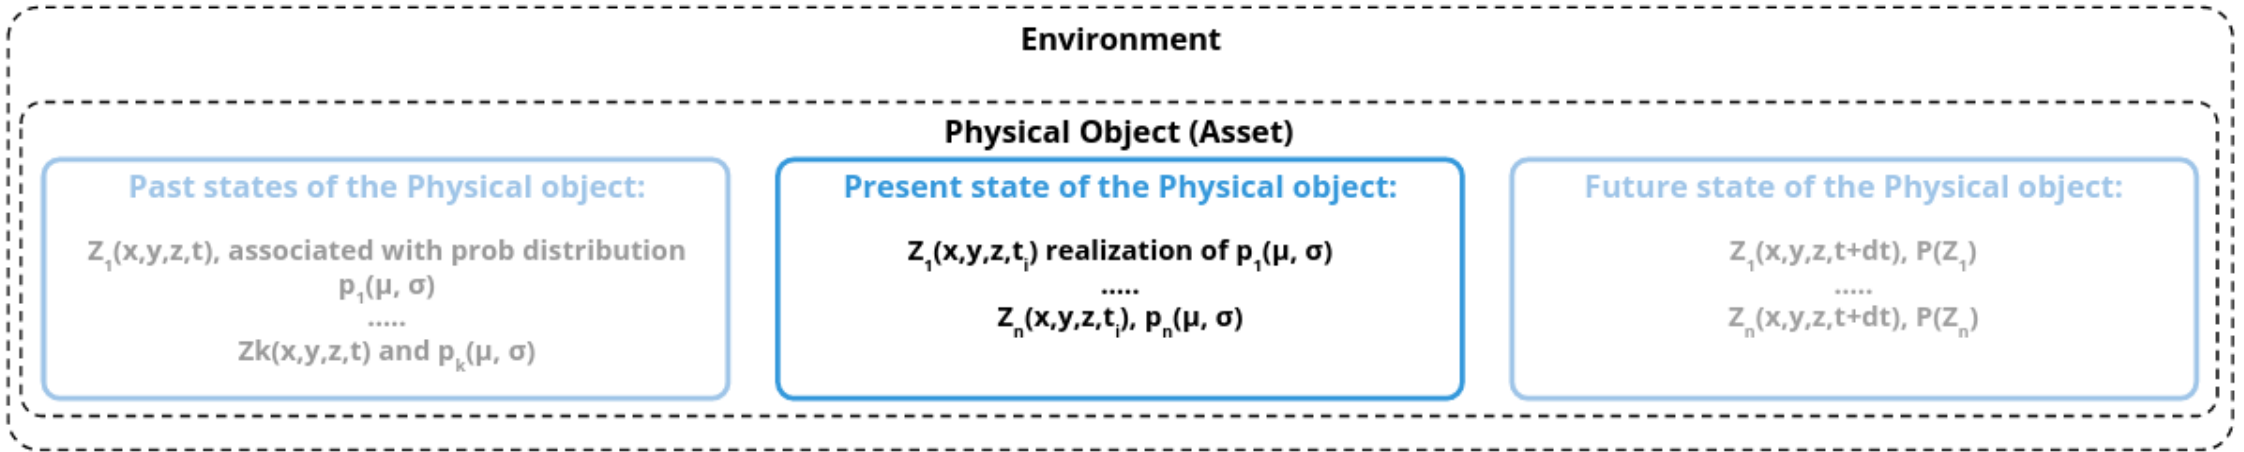 Environment
Physical Object (Asset)
Past states of the Physical object:
Z₁(x,y,z,t), associated with prob distribution
p₁(μ, σ)
.....
Zk(x,y,z,t) and pₖ(μ, σ)
Present state of the Physical object:
Z₁(x,y,z,tᵢ) realization of p₁(μ, σ)
.....
Zₙ(x,y,z,tᵢ), pₙ(μ, σ)
Future state of the Physical object:
Z₁(x,y,z,t+dt), P(Z₁)
.....
Zₙ(x,y,z,t+dt), P(Zₙ)